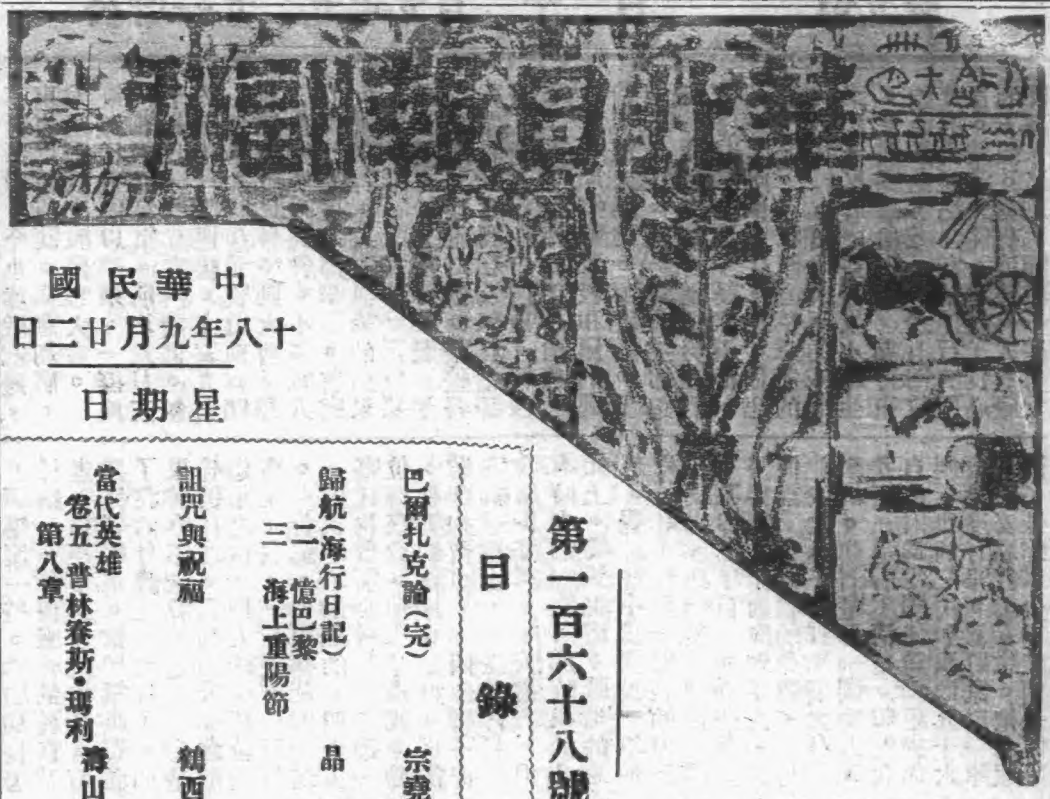 華北日報副刊
中華民國
十八年九月廿二日
星期日
第一百六十八號
目錄
巴爾扎克論(完) 宗堯
歸航(海行日記) 晶
二 憶巴黎
三 海上重陽節
詛咒與祝福 鶴西
當代英雄
卷五 普林賽斯•瑪利 壽山
第八章